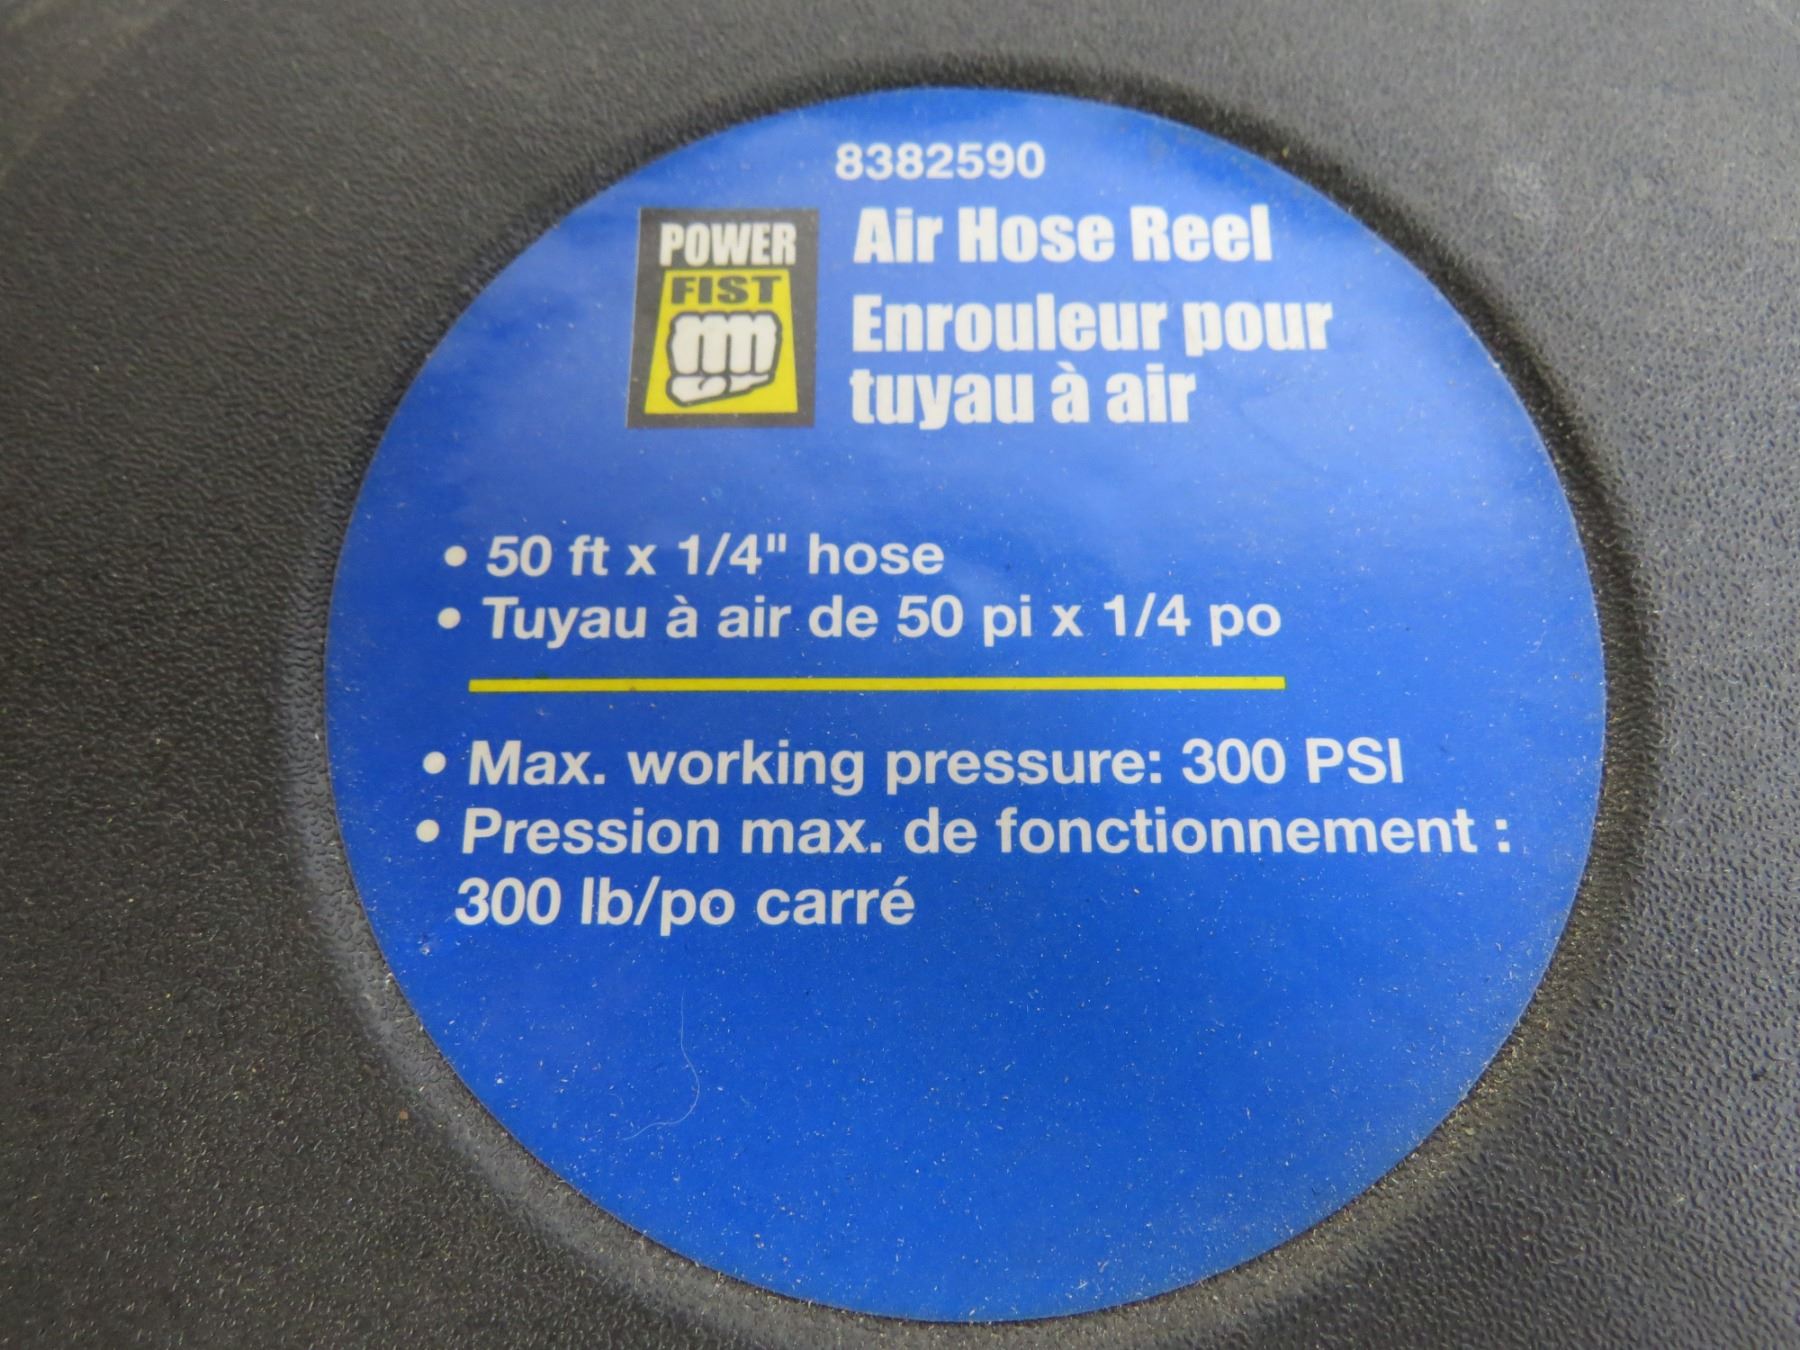 8382590
POWER
FIST
Air Hose Reel
Enrouleur pour
tuyau à air
• 50 ft x 1/4" hose
• Tuyau à air de 50 pi x 1/4 po
• Max. working pressure: 300 PSI
• Pression max. de fonctionnement :
300 lb/po carré